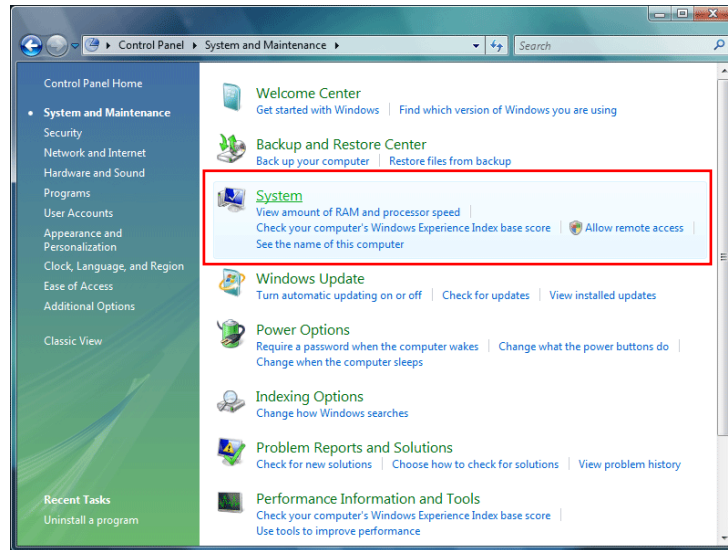 Control Panel System and Maintenance Search
Control Panel Home
System and Maintenance
Security
Network and Internet
Hardware and Sound
Programs
User Accounts
Appearance and
Personalization
Clock, Language, and Region
Ease of Access
Additional Options
Classic View
Recent Tasks
Uninstall a program
Welcome Center
Get started with Windows Find which version of Windows you are using
Backup and Restore Center
Back up your computer Restore files from backup
System
View amount of RAM and processor speed
Check your computer's Windows Experience Index base score Allow remote access
See the name of this computer
Windows Update
Turn automatic updating on or off Check for updates View installed updates
Power Options
Require a password when the computer wakes Change what the power buttons do
Change when the computer sleeps
Indexing Options
Change how Windows searches
Problem Reports and Solutions
Check for new solutions Choose how to check for solutions View problem history
Performance Information and Tools
Check your computer's Windows Experience Index base score
Use tools to improve performance